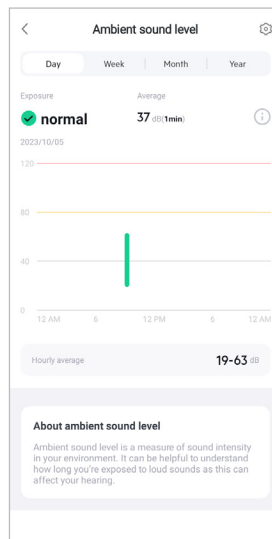 Ambient sound level
Day Week Month Year
Exposure Average
normal 37 dB(1min)
2023/10/05
120
80
40
0
12 AM 6 12 PM 6 12 AM
Hourly average 19-63 dB
About ambient sound level
Ambient sound level is a measure of sound intensity
in your environment. It can be helpful to understand
how long you're exposed to loud sounds as this can
affect your hearing.